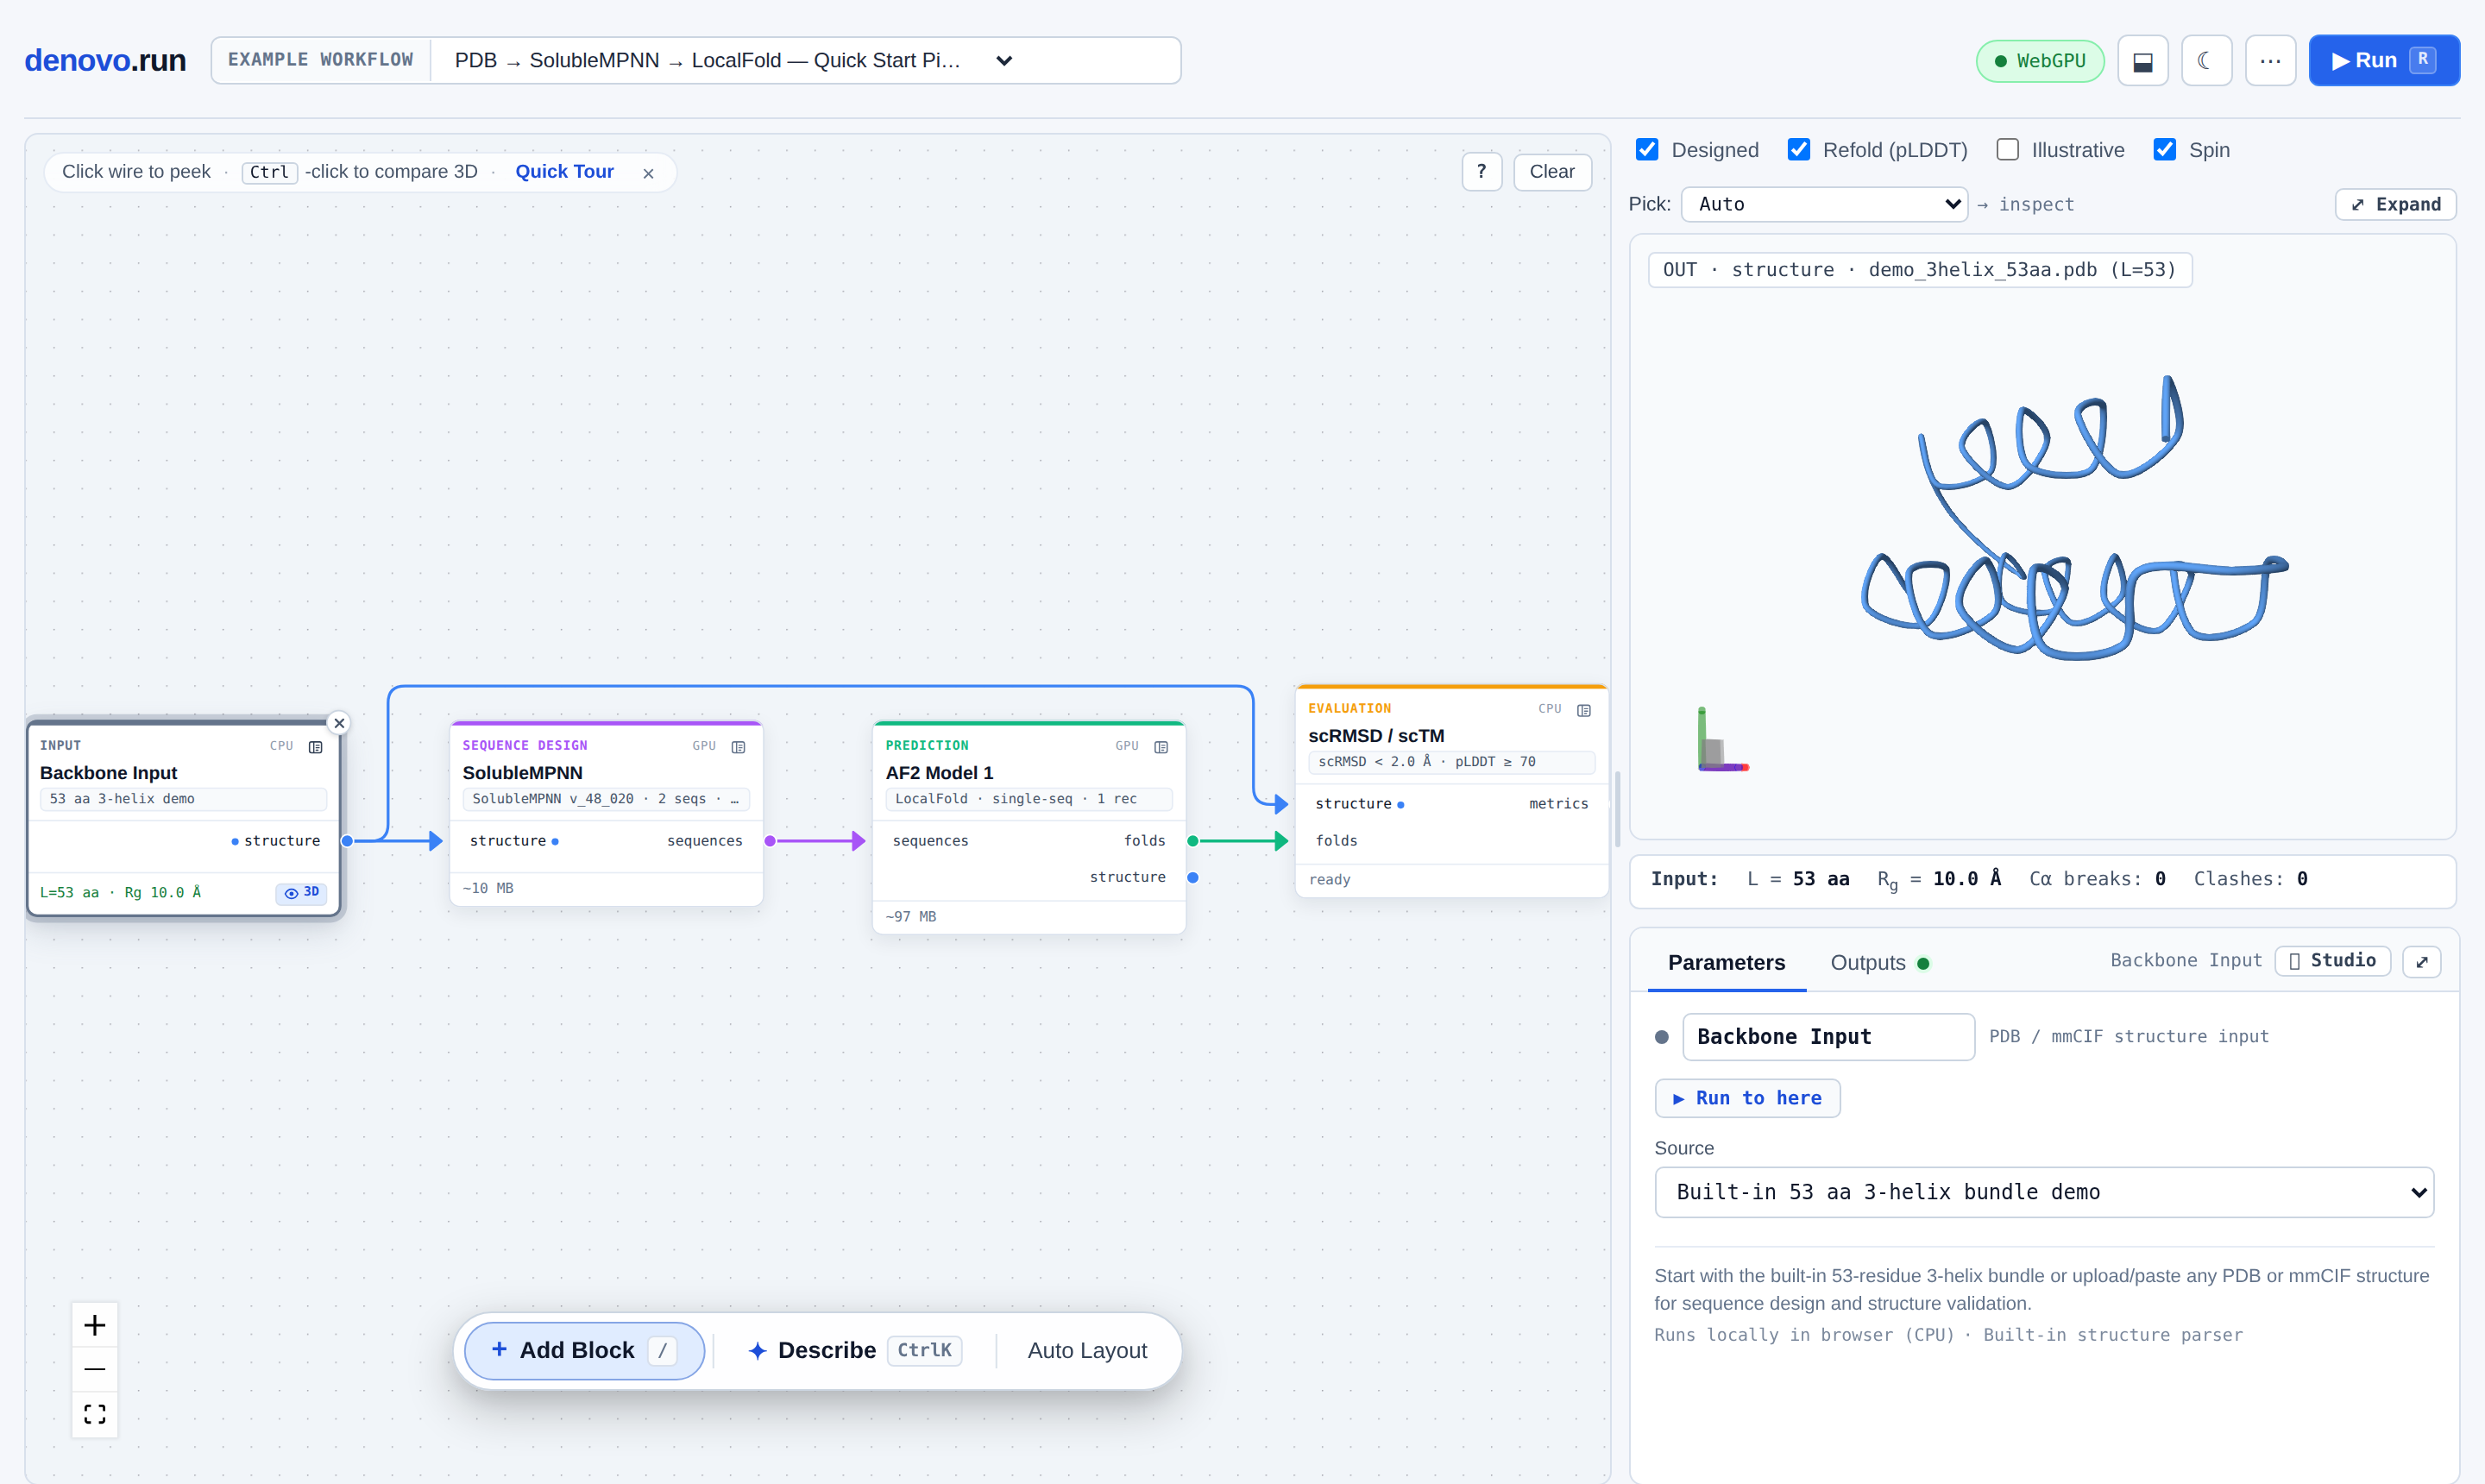 denovo.run
EXAMPLE WORKFLOW PDB → SolubleMPNN → LocalFold — Quick Start Pi…
WebGPU
▶ Run R
Click wire to peek · Ctrl -click to compare 3D · Quick Tour ×
? Clear
Designed Refold (pLDDT) Illustrative Spin
Pick: Auto → inspect
Expand
OUT · structure · demo_3helix_53aa.pdb (L=53)
INPUT CPU
Backbone Input
53 aa 3-helix demo
structure
L=53 aa · Rg 10.0 Å 3D
SEQUENCE DESIGN GPU
SolubleMPNN
SolubleMPNN v_48_020 · 2 seqs · …
structure sequences
~10 MB
PREDICTION GPU
AF2 Model 1
LocalFold · single-seq · 1 rec
sequences folds
structure
~97 MB
EVALUATION CPU
scRMSD / scTM
scRMSD < 2.0 Å · pLDDT ≥ 70
structure metrics
folds
ready
Input: L = 53 aa Rg = 10.0 Å Cα breaks: 0 Clashes: 0
Parameters Outputs Backbone Input Studio
Backbone Input PDB / mmCIF structure input
▶ Run to here
Source
Built-in 53 aa 3-helix bundle demo
Start with the built-in 53-residue 3-helix bundle or upload/paste any PDB or mmCIF structure
for sequence design and structure validation.
Runs locally in browser (CPU) · Built-in structure parser
+ Add Block / Describe CtrlK Auto Layout